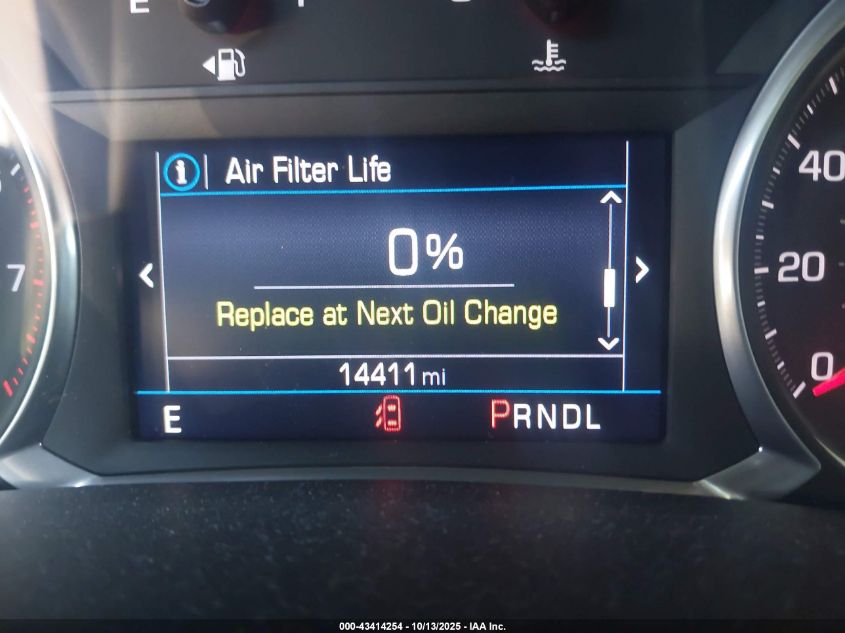 E
Air Filter Life
0%
Replace at Next Oil Change
14411 mi
E
PRNDL
7
40
20
0
000-43414254 - 10/13/2025 - IAA Inc.